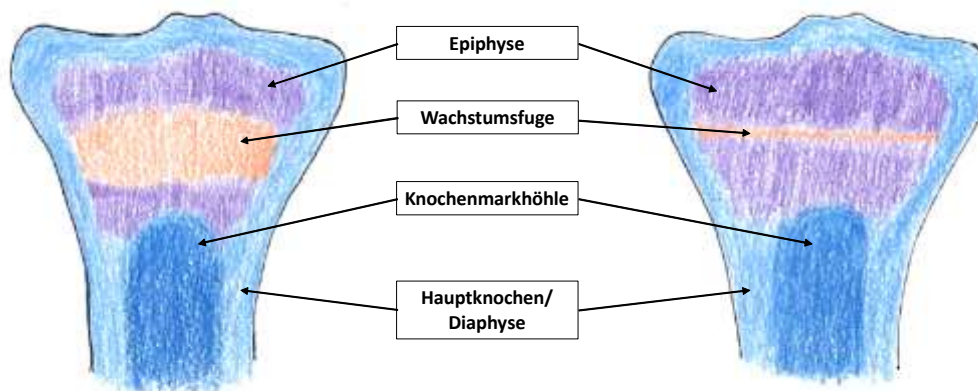 Epiphyse
Wachstumsfuge
Knochenmarkhöhle
Hauptknochen/
Diaphyse